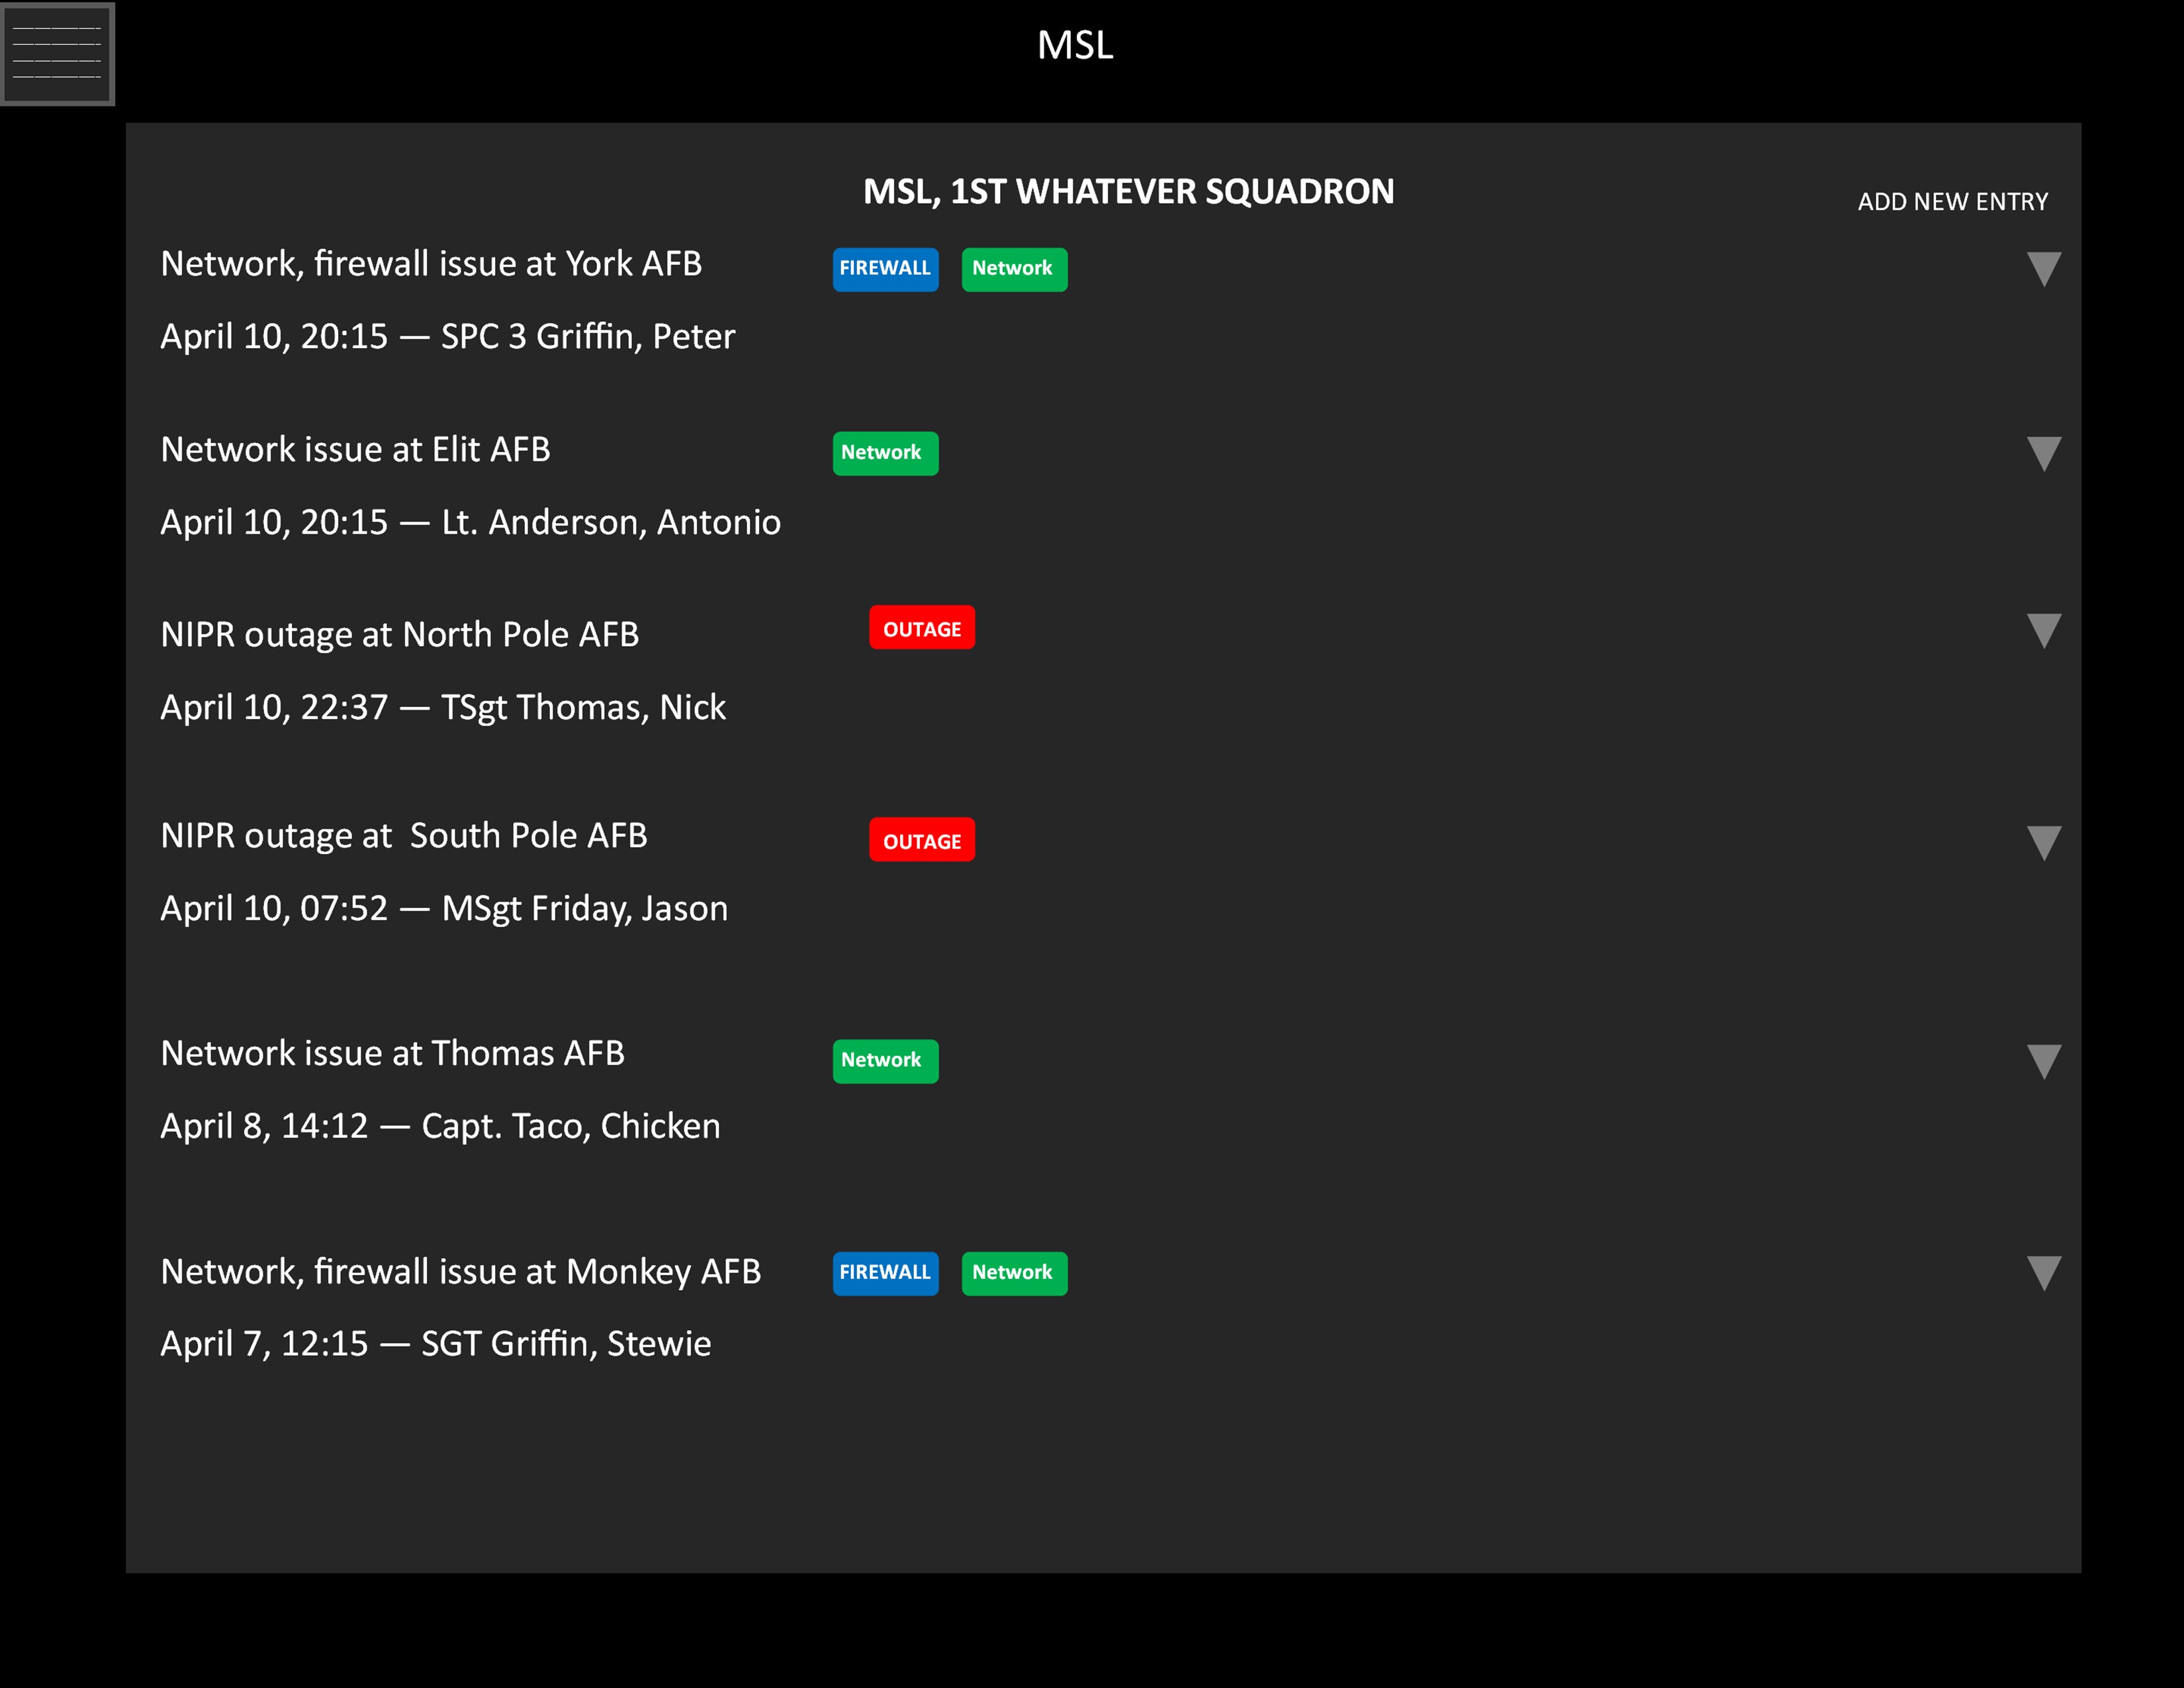 MSL
MSL, 1ST WHATEVER SQUADRON
ADD NEW ENTRY
Network, firewall issue at York AFB FIREWALL Network
April 10, 20:15 — SPC 3 Griffin, Peter
Network issue at Elit AFB Network
April 10, 20:15 — Lt. Anderson, Antonio
NIPR outage at North Pole AFB OUTAGE
April 10, 22:37 — TSgt Thomas, Nick
NIPR outage at  South Pole AFB OUTAGE
April 10, 07:52 — MSgt Friday, Jason
Network issue at Thomas AFB Network
April 8, 14:12 — Capt. Taco, Chicken
Network, firewall issue at Monkey AFB FIREWALL Network
April 7, 12:15 — SGT Griffin, Stewie